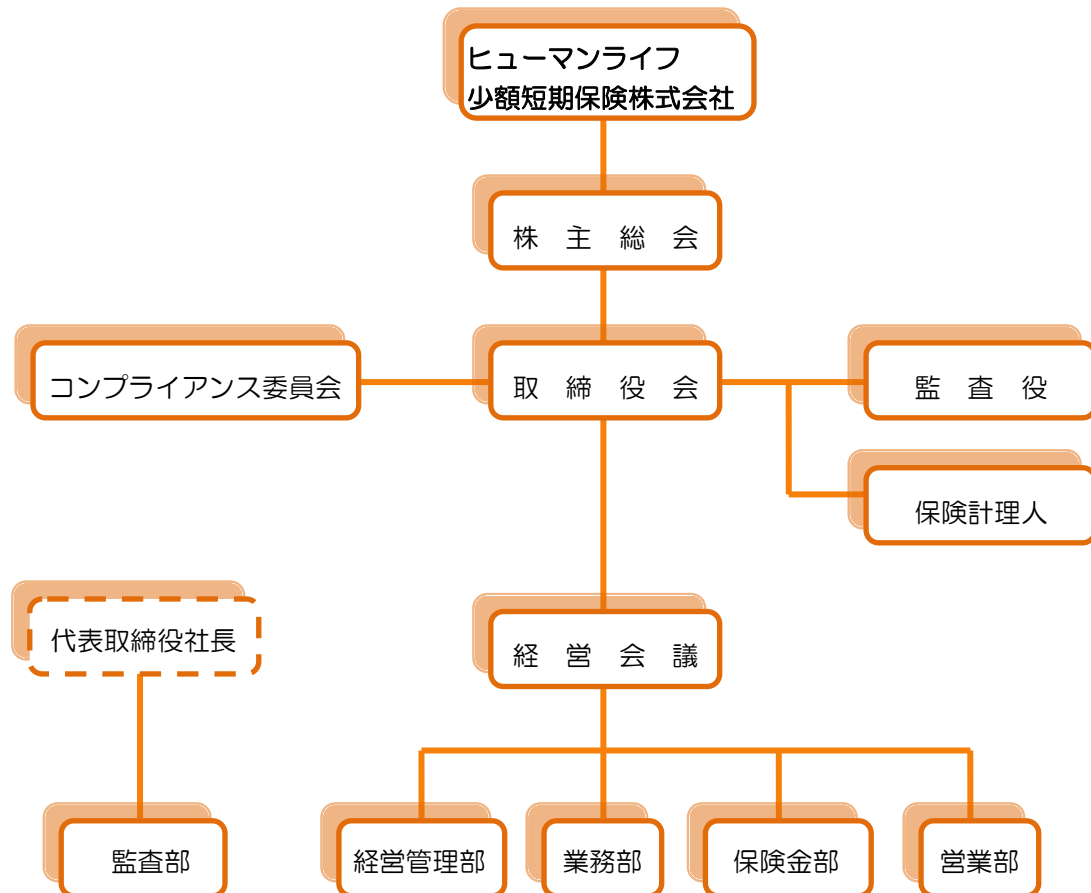 ヒューマンライフ
少額短期保険株式会社
株 主 総 会
コンプライアンス委員会
取 締 役 会
監 査 役
保険計理人
代表取締役社長
経 営 会 議
監査部
経営管理部
業務部
保険金部
営業部